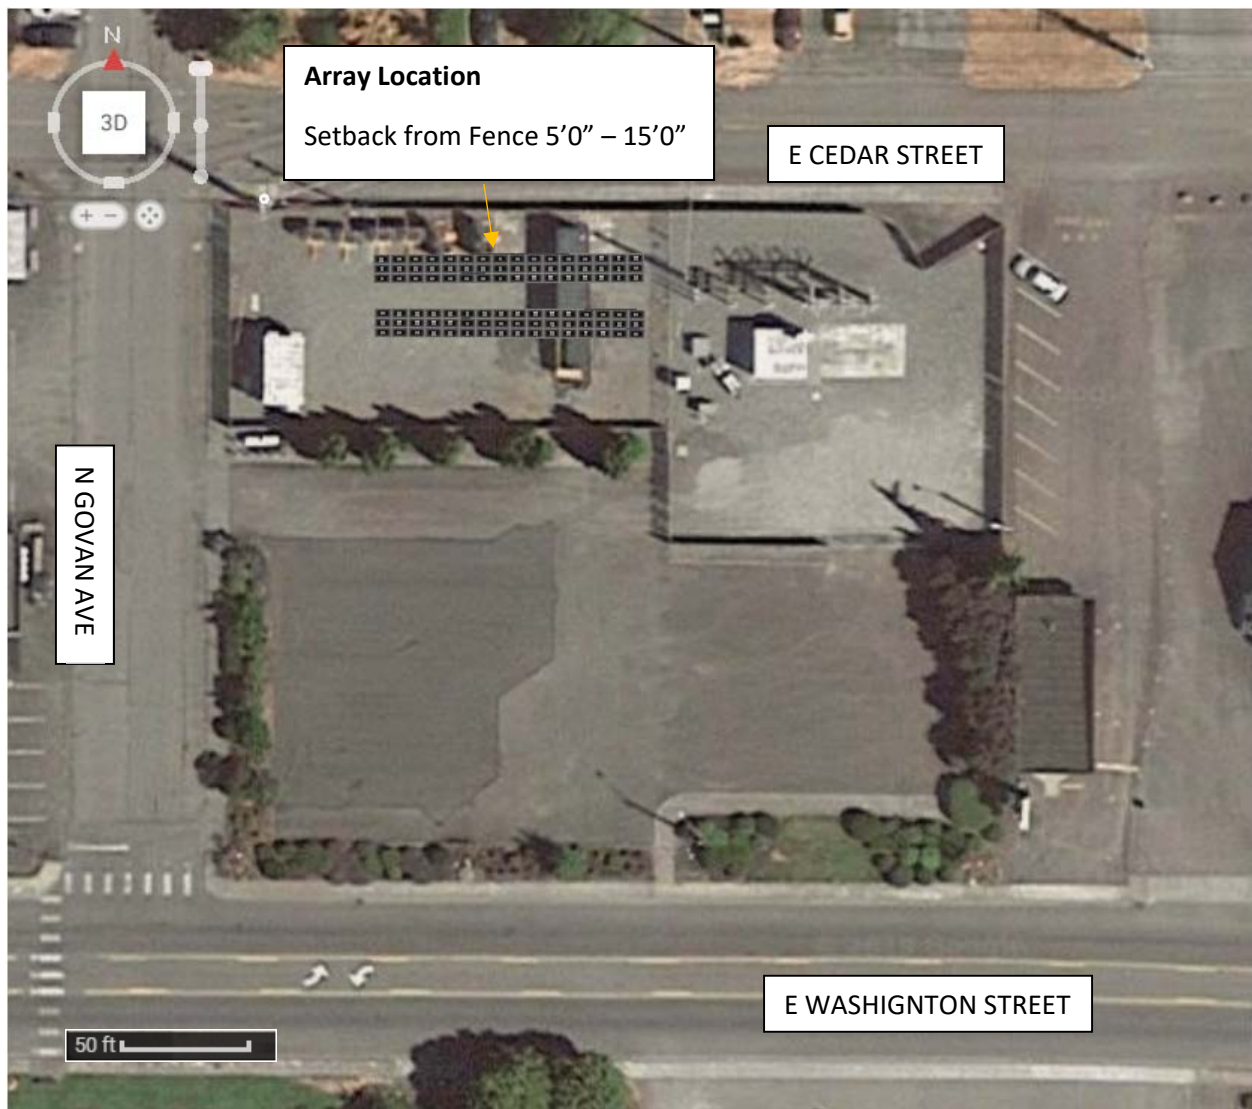 N
3D
Array Location
Setback from Fence 5’0” – 15’0”
E CEDAR STREET
N GOVAN AVE
E WASHIGNTON STREET
50 ft